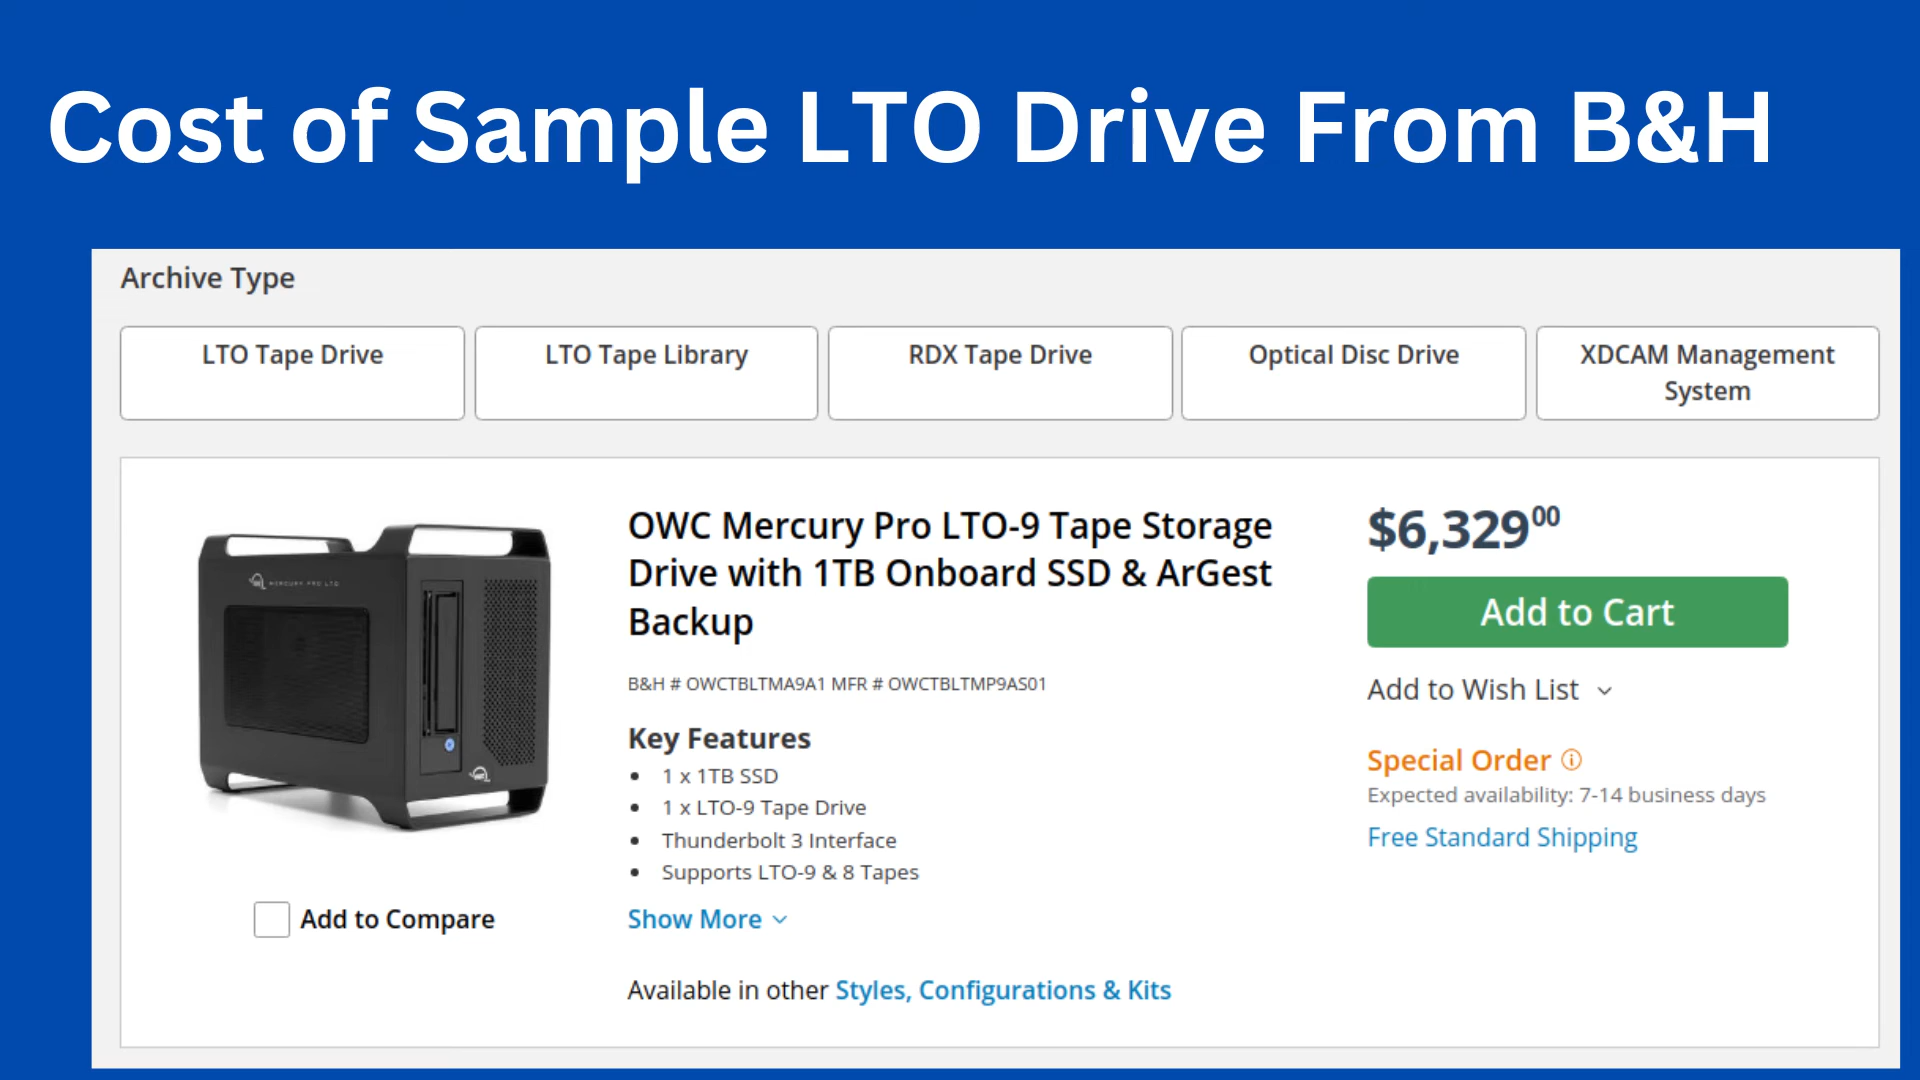 Cost of Sample LTO Drive From B&H
Archive Type
LTO Tape Drive
LTO Tape Library
RDX Tape Drive
Optical Disc Drive
XDCAM Management
System
MERCURY PRO LTO
OWC Mercury Pro LTO-9 Tape Storage
Drive with 1TB Onboard SSD & ArGest
Backup
B&H # OWCTBLTMA9A1 MFR # OWCTBLTMP9AS01
Key Features
• 1 x 1TB SSD
• 1 x LTO-9 Tape Drive
• Thunderbolt 3 Interface
• Supports LTO-9 & 8 Tapes
Show More
Available in other Styles, Configurations & Kits
Add to Compare
$6,32900
Add to Cart
Add to Wish List
Special Order
Expected availability: 7-14 business days
Free Standard Shipping